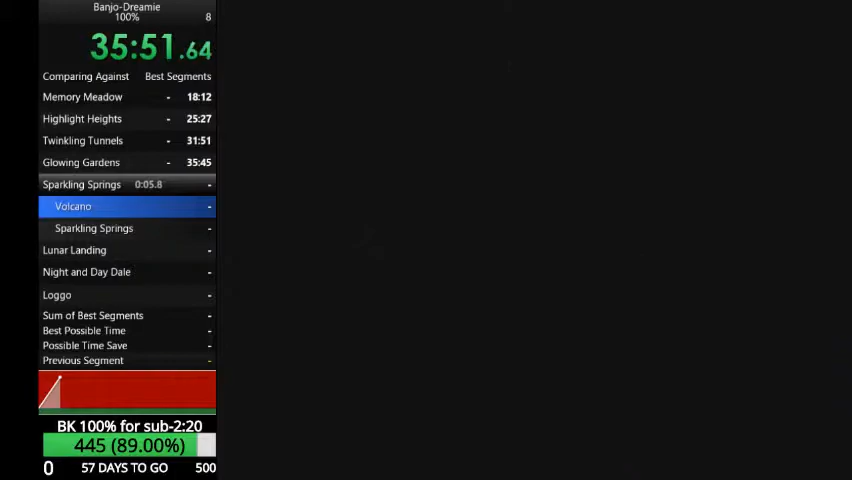 Banjo-Dreamie
100% 8
35:51.64
Comparing Against Best Segments
Memory Meadow - 18:12
Highlight Heights - 25:27
Twinkling Tunnels - 31:51
Glowing Gardens - 35:45
Sparkling Springs 0:05.8 -
Volcano -
Sparkling Springs -
Lunar Landing -
Night and Day Dale -
Loggo -
Sum of Best Segments -
Best Possible Time -
Possible Time Save -
Previous Segment -
BK 100% for sub-2:20
445 (89.00%)
0 57 DAYS TO GO 500